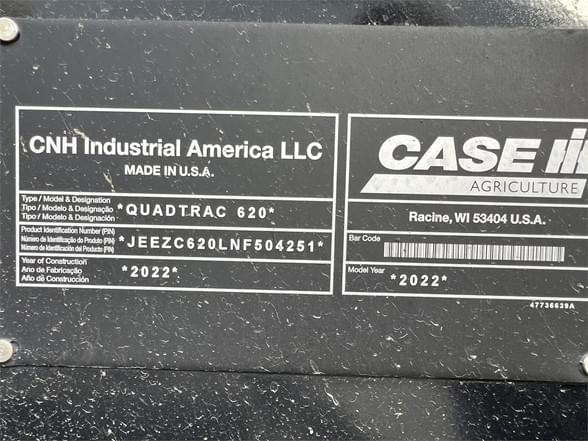 CNH Industrial America LLC
MADE IN U.S.A.
Type / Model & Designation
Tipo / Modelo & Designação
Tipo / Modelo & Designación
*QUADTRAC 620*
Product Identification Number (PIN)
Número de Identificação do Produto (PIN)
Número de Identificación del Producto (PIN)
*JEEZC620LNF504251*
Year of Construction
Ano de Fabricação
Año de Construcción
*2022*
CASE IH
AGRICULTURE
Racine, WI 53404 U.S.A.
Bar Code
Model Year
*2022*
47736639A